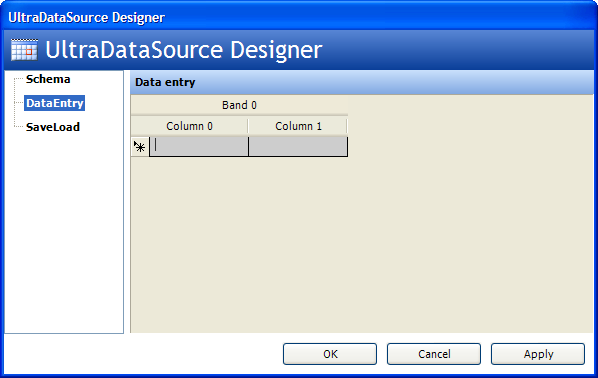 UltraDataSource Designer
UltraDataSource Designer
Schema
DataEntry
SaveLoad
Data entry
Band 0
Column 0 Column 1
OK Cancel Apply